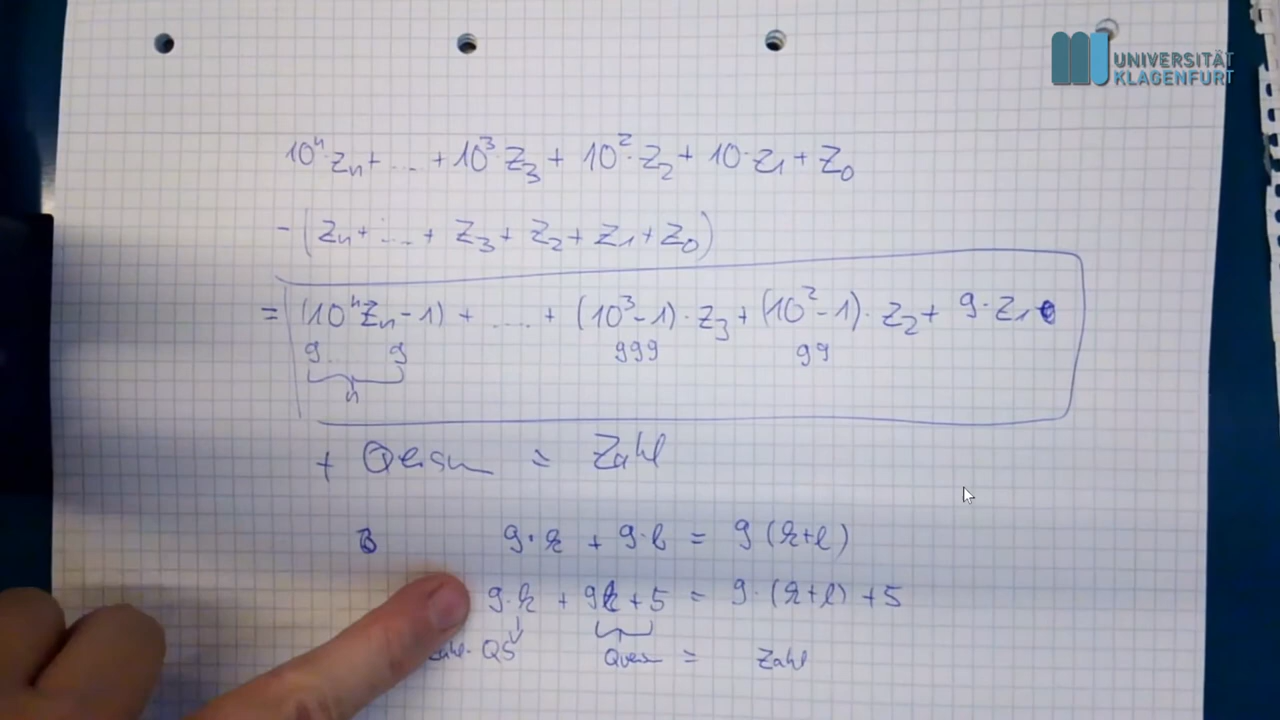 UNIVERSITÄT
KLAGENFURT
10ⁿ·zₙ + .... + 10³·z₃ + 10²·z₂ + 10·z₁ + z₀
- (zₙ + .... + z₃ + z₂ + z₁ + z₀)
= (10ⁿzₙ-1) + .... + (10³-1)·z₃ + (10²-1)·z₂ + 9·z₁
9 ... 9 999 99
n
+ = Zahl
9·k + 9·l = 9(k+l)
9·k + 9l + 5 = 9·(k+l) + 5
QS = Zahl